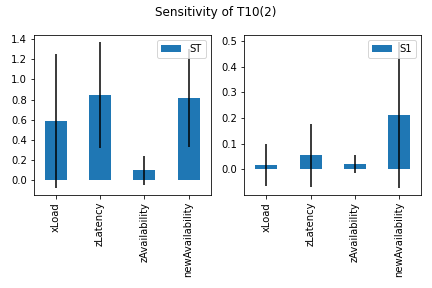 Sensitivity of T10(2)
1.4
1.2
1.0
0.8
0.6
0.4
0.2
0.0
ST
xLoad
zLatency
zAvailability
newAvailability
0.5
0.4
0.3
0.2
0.1
0.0
S1
xLoad
zLatency
zAvailability
newAvailability